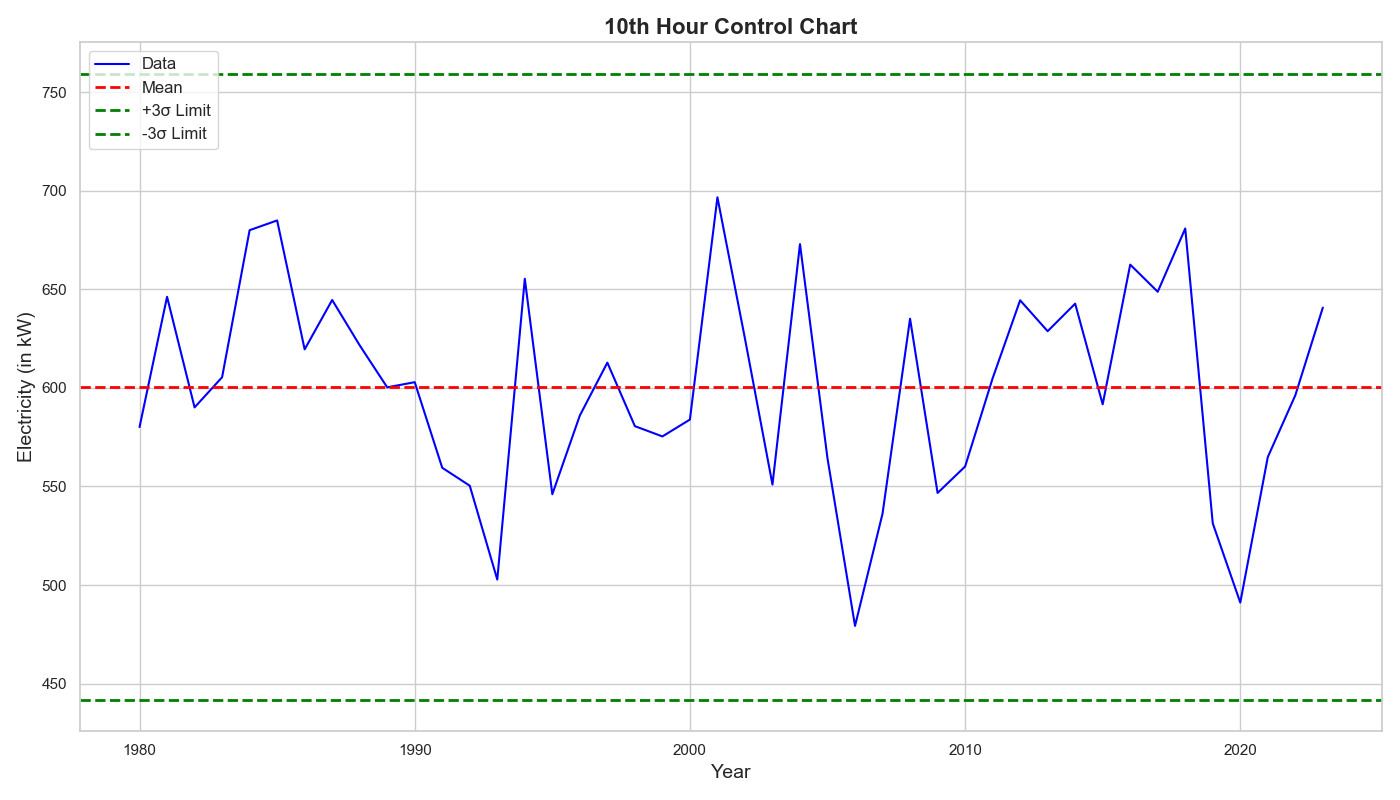 10th Hour Control Chart
Data
Mean
+3σ Limit
-3σ Limit
Electricity (in kW)
750
700
650
600
550
500
450
1980
1990
2000
2010
2020
Year